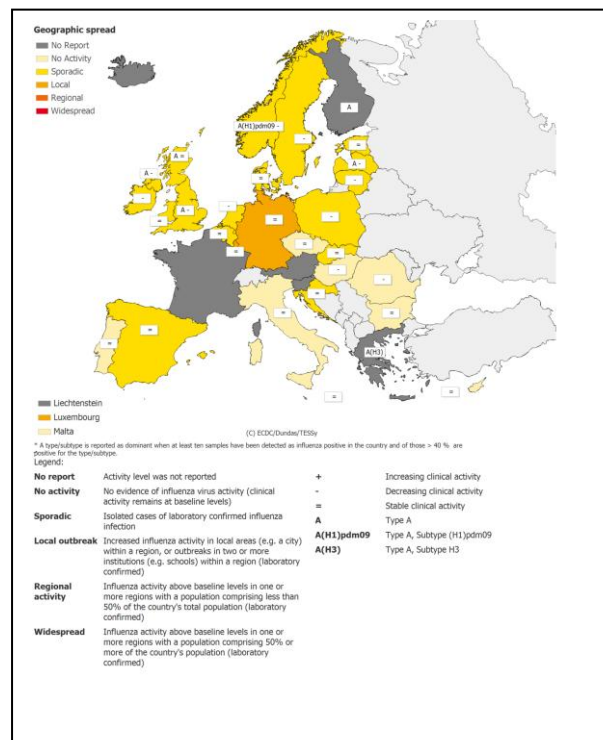 Geographic spread
No Report
No Activity
Sporadic
Local
Regional
Widespread
A
A(H1)pdm09 -
-
=
A =
A -
A -
-
=
-
=
A -
-
-
=
=
=
=
=
=
-
-
=
=
=
=
=
A(H3)
=
=
Liechtenstein
Luxembourg
Malta
(C) ECDC/Dundas/TESSy
* A type/subtype is reported as dominant when at least ten samples have been detected as influenza positive in the country and of those > 40 % are
positive for the type/subtype.
Legend:
No report Activity level was not reported + Increasing clinical activity
No activity No evidence of influenza virus activity (clinical - Decreasing clinical activity
activity remains at baseline levels) = Stable clinical activity
Sporadic Isolated cases of laboratory confirmed influenza A Type A
infection A(H1)pdm09 Type A, Subtype (H1)pdm09
Local outbreak Increased influenza activity in local areas (e.g. a city) A(H3) Type A, Subtype H3
within a region, or outbreaks in two or more
institutions (e.g. schools) within a region (laboratory
confirmed)
Regional Influenza activity above baseline levels in one or
activity more regions with a population comprising less than
50% of the country's total population (laboratory
confirmed)
Widespread Influenza activity above baseline levels in one or
more regions with a population comprising 50% or
more of the country's population (laboratory
confirmed)